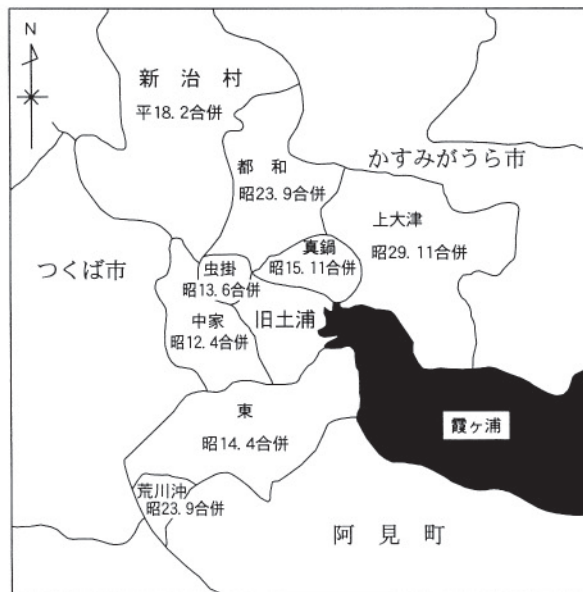 N
新治村
平18.2合併
かすみがうら市
都和
昭23.9合併
上大津
昭29.11合併
真鍋
昭15.11合併
つくば市
虫掛
昭13.6合併
旧土浦
中家
昭12.4合併
東
昭14.4合併
霞ヶ浦
荒川沖
昭23.9合併
阿見町